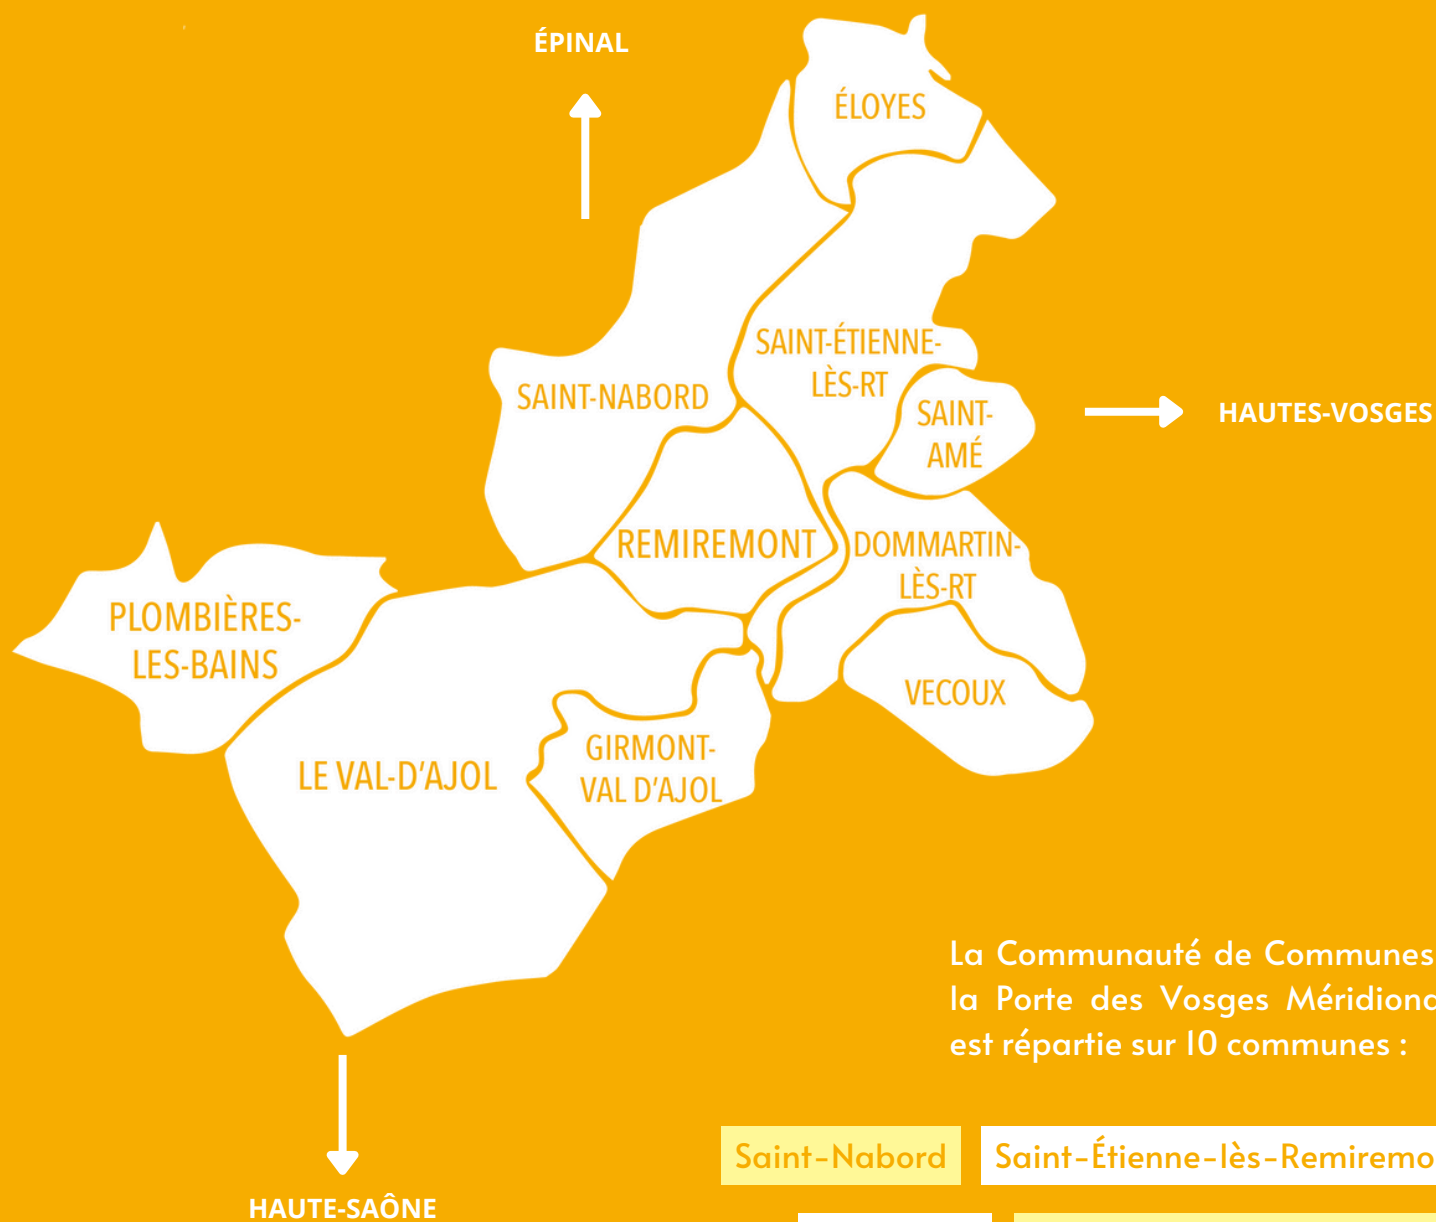 ÉPINAL
ÉLOYES
SAINT-ÉTIENNE-
LÈS-RT
SAINT-NABORD
SAINT-
AMÉ
HAUTES-VOSGES
REMIREMONT
DOMMARTIN-
LÈS-RT
PLOMBIÈRES-
LES-BAINS
VECOUX
GIRMONT-
VAL D'AJOL
LE VAL-D'AJOL
La Communauté de Communes
la Porte des Vosges Méridiona
est répartie sur 10 communes :
Saint-Nabord
Saint-Étienne-lès-Remiremo
HAUTE-SAÔNE